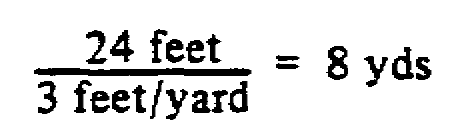 24 feet
3 feet/yard = 8 yds